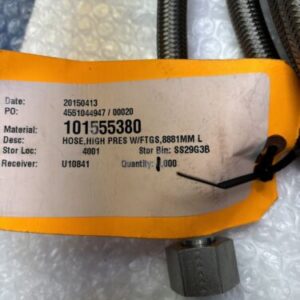 Date: 20150413
PO: 4551044947 / 00020
Material: 101555380
Desc: HOSE,HIGH PRES W/FTGS,8881MM L
Stor Loc: 4001 Stor Bin: SS29G3B
Receiver: U10841 Quantity: 1.000